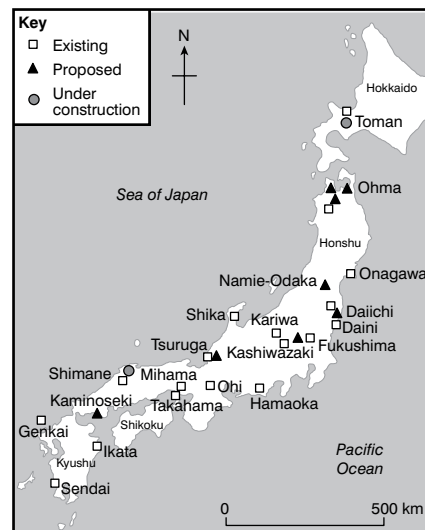 Key
Existing
Proposed
Under
construction
N
Hokkaido
Toman
Sea of Japan
Ohma
Honshu
Onagawa
Namie-Odaka
Shika
Kariwa
Daiichi
Daini
Tsuruga
Kashiwazaki
Fukushima
Shimane
Mihama
Ohi
Hamaoka
Kaminoseki
Takahama
Genkai
Shikoku
Ikata
Kyushu
Pacific
Ocean
Sendai
0
500 km